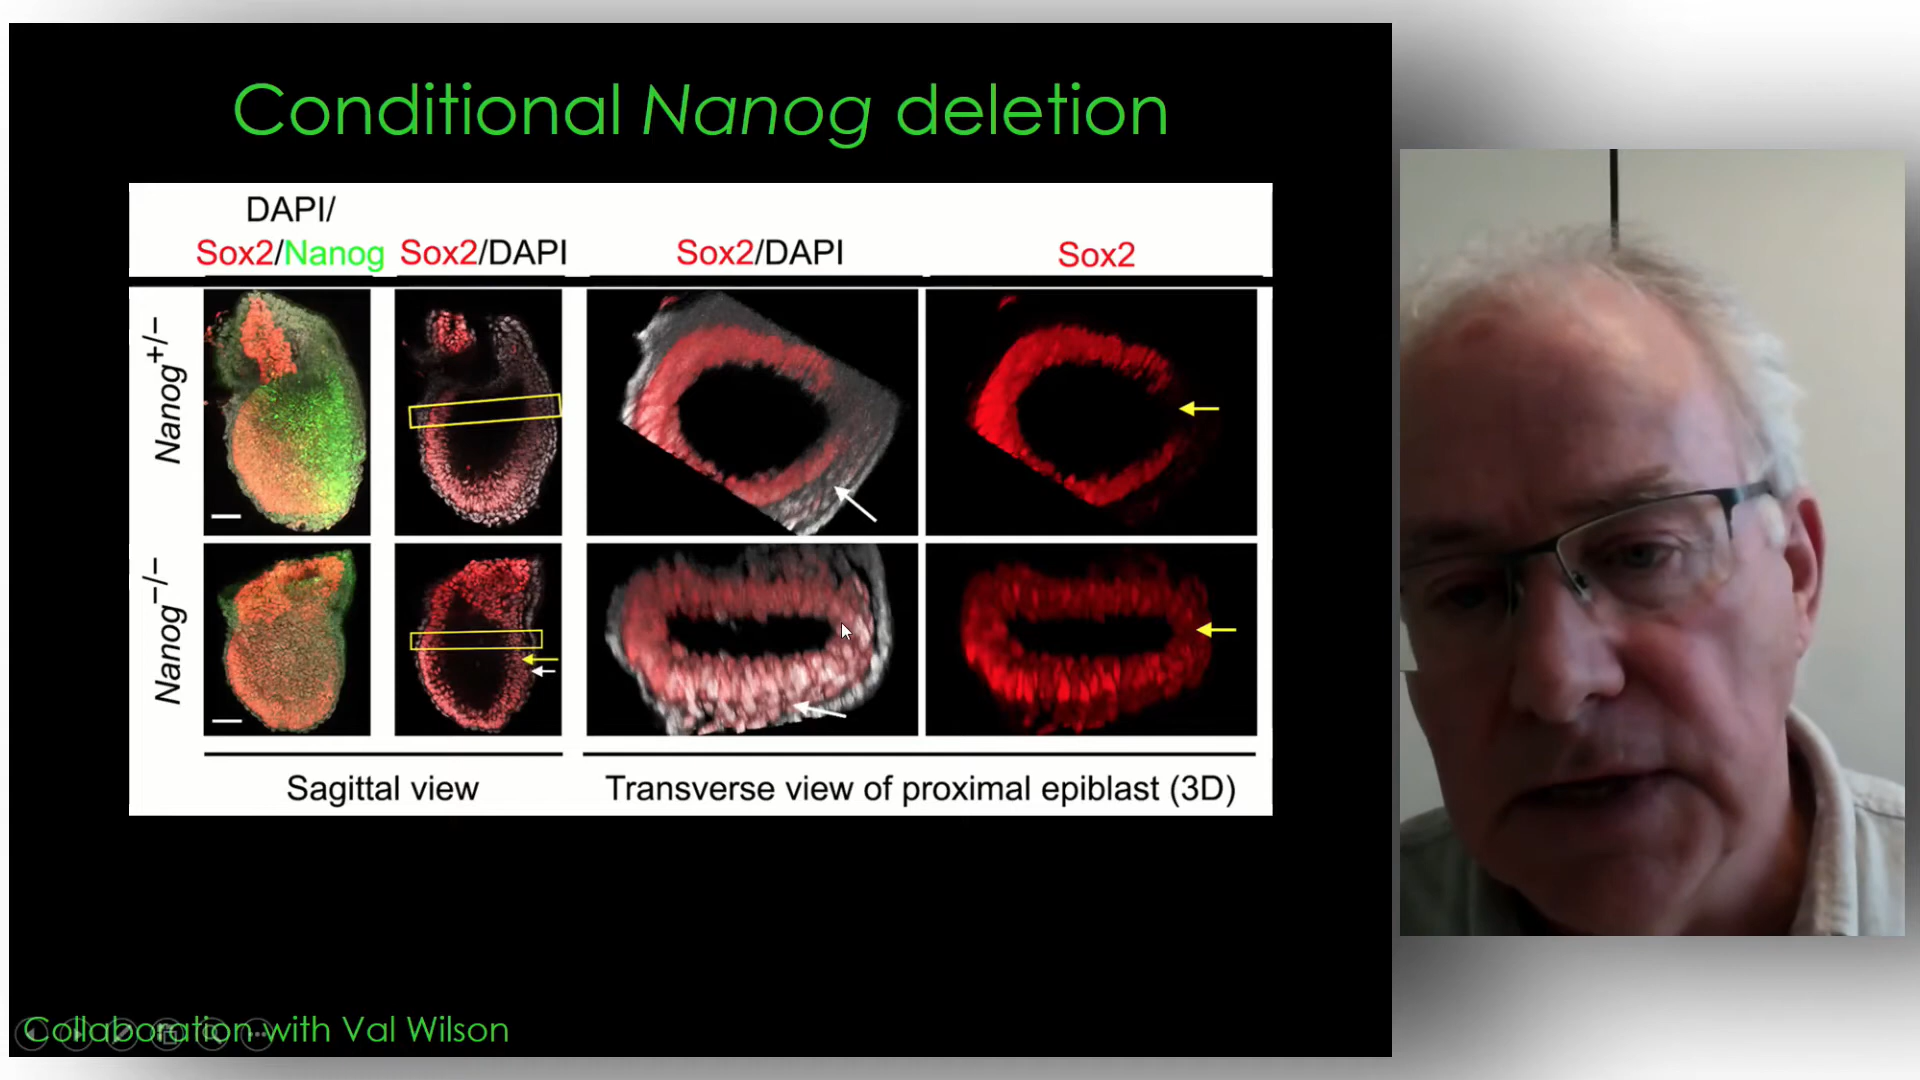 Conditional Nanog deletion
DAPI/
Sox2/Nanog
Sox2/DAPI
Sox2/DAPI
Sox2
Nanog+/−
Nanog−/−
Sagittal view
Transverse view of proximal epiblast (3D)
Collaboration with Val Wilson